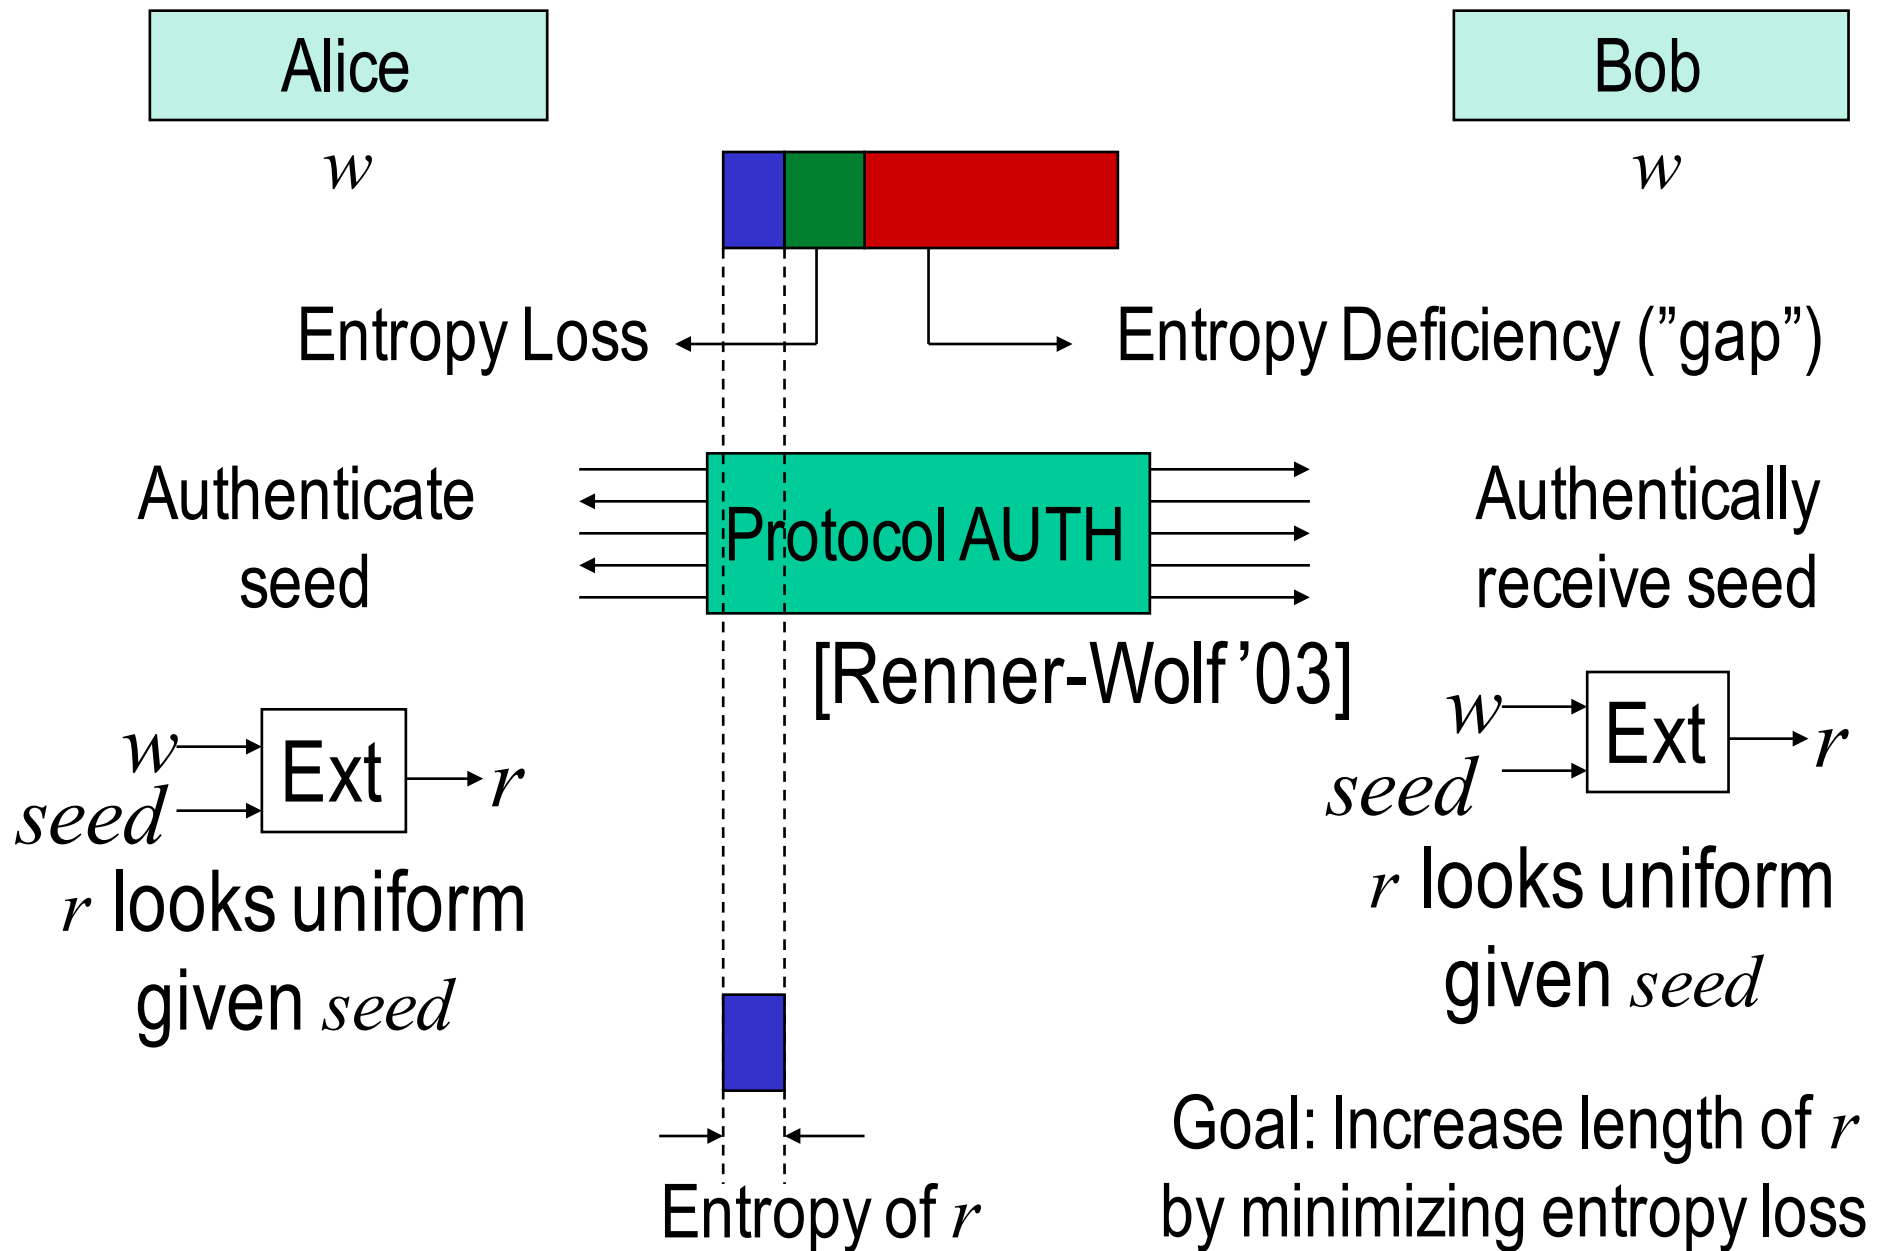 Alice
Bob
w
w
Entropy Loss
Entropy Deficiency (”gap”)
Authenticate
seed
Protocol AUTH
Authentically
receive seed
[Renner-Wolf ’03]
w
seed
Ext
r
w
seed
Ext
r
r looks uniform
given seed
r looks uniform
given seed
Entropy of r
Goal: Increase length of r
by minimizing entropy loss